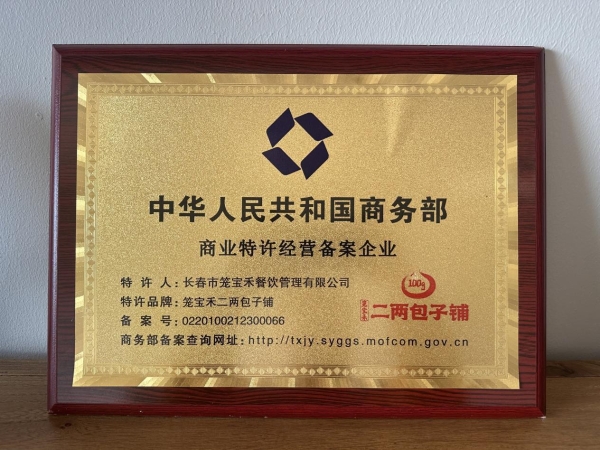 中华人民共和国商务部
商业特许经营备案企业
特 许 人：长春市笼宝禾餐饮管理有限公司
特许品牌：笼宝禾二两包子铺
备 案 号：0220100212300066
商务部备案查询网址：http://txjy.syggs.mofcom.gov.cn
100g
笼宝禾 二两包子铺